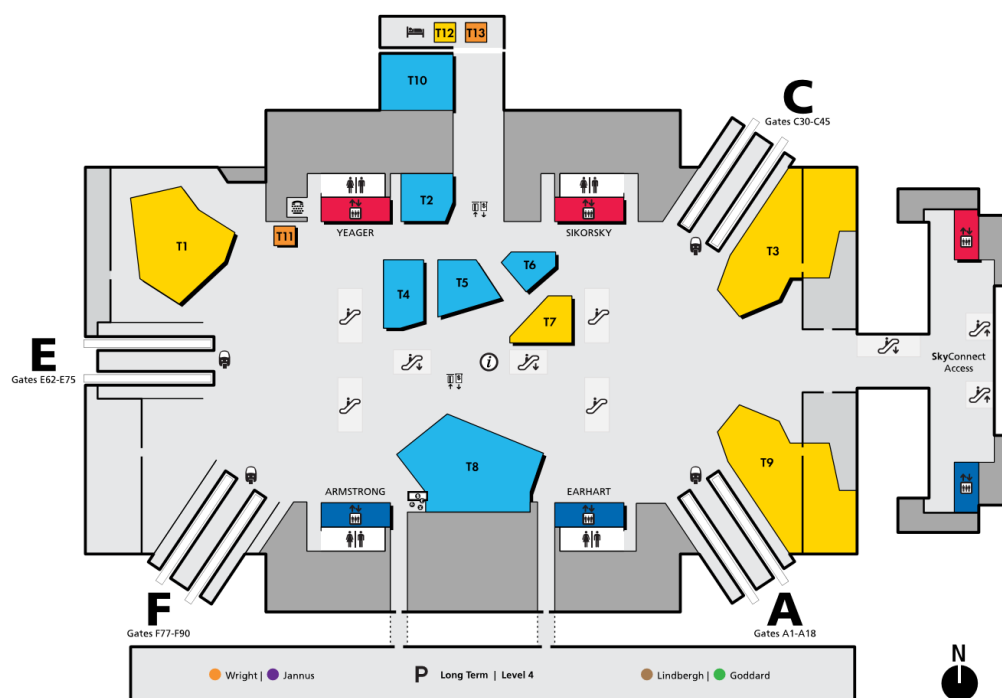 T12
T13
T10
C
Gates C30-C45
T2
YEAGER
SIKORSKY
T11
T1
T3
T6
T5
T4
T7
E
Gates E62-E75
i
SkyConnect
Access
T8
T9
ARMSTRONG
EARHART
F
Gates F77-F90
A
Gates A1-A18
Wright | Jannus
P Long Term | Level 4
Lindbergh | Goddard
N